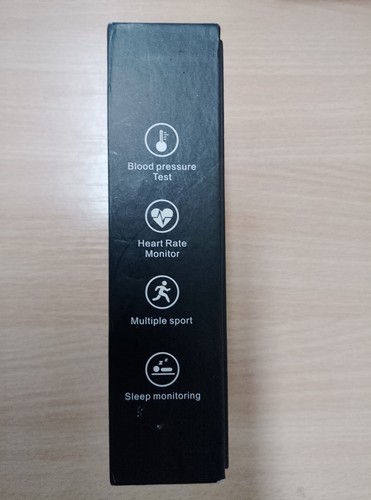 Blood pressure
Test
Heart Rate
Monitor
Multiple sport
z z
Sleep monitoring